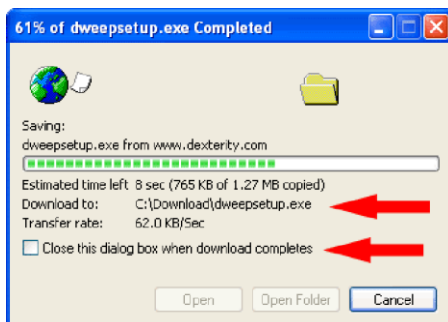 61% of dweepsetup.exe Completed
Saving:
dweepsetup.exe from www.dexterity.com
Estimated time left 8 sec (765 KB of 1.27 MB copied)
Download to: C:\Download\dweepsetup.exe
Transfer rate: 62.0 KB/Sec
Close this dialog box when download completes
Open Open Folder Cancel